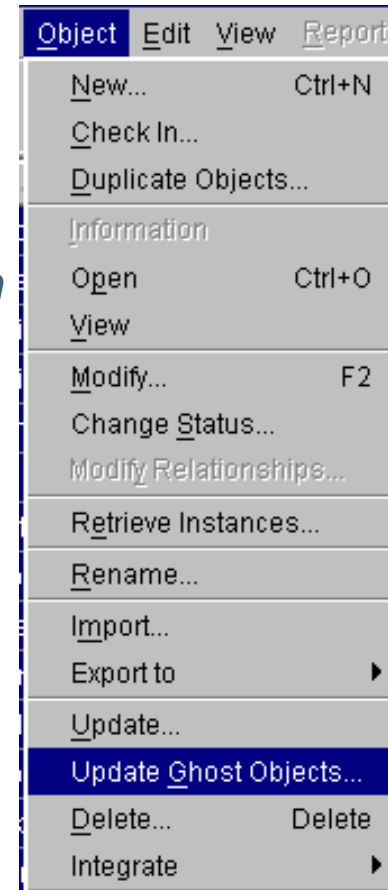 Object Edit View Report
New... Ctrl+N
Check In...
Duplicate Objects...
Information
Open Ctrl+O
View
Modify... F2
Change Status...
Modify Relationships...
Retrieve Instances...
Rename...
Import...
Export to
Update...
Update Ghost Objects...
Delete... Delete
Integrate